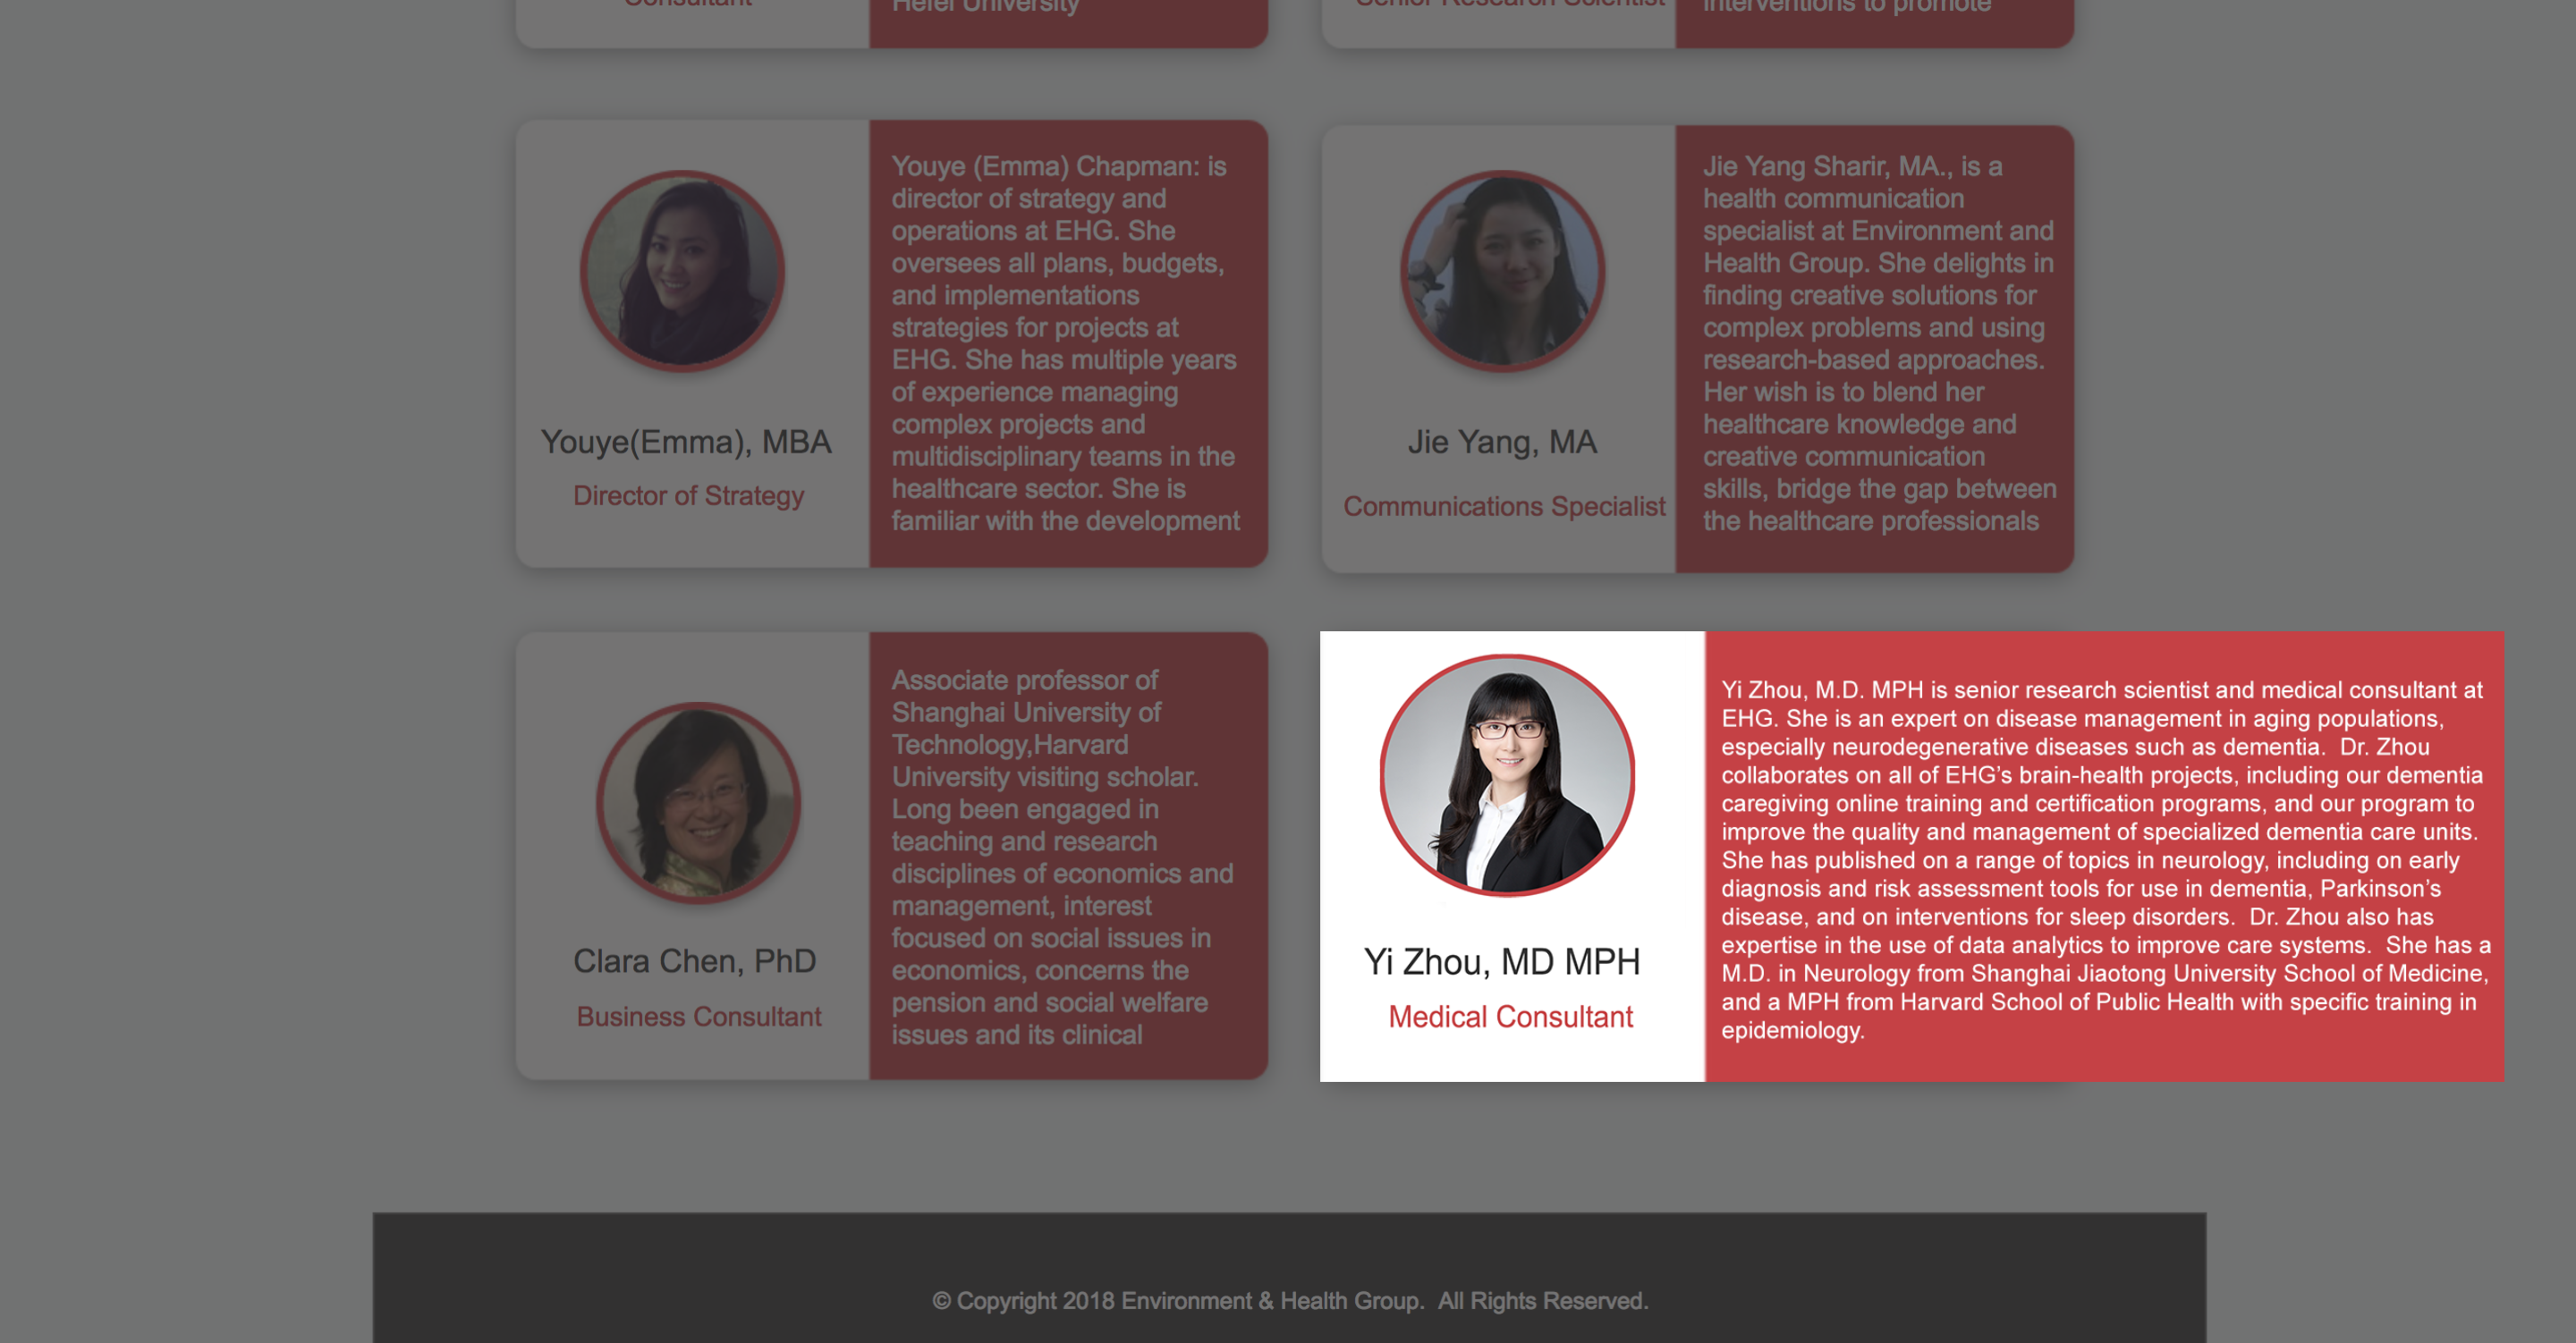 Consultant
Hefei University
Senior Research Scientist
interventions to promote
Youye(Emma), MBA
Director of Strategy
Youye (Emma) Chapman: is
director of strategy and
operations at EHG. She
oversees all plans, budgets,
and implementations
strategies for projects at
EHG. She has multiple years
of experience managing
complex projects and
multidisciplinary teams in the
healthcare sector. She is
familiar with the development
Jie Yang, MA
Communications Specialist
Jie Yang Sharir, MA., is a
health communication
specialist at Environment and
Health Group. She delights in
finding creative solutions for
complex problems and using
research-based approaches.
Her wish is to blend her
healthcare knowledge and
creative communication
skills, bridge the gap between
the healthcare professionals
Clara Chen, PhD
Business Consultant
Associate professor of
Shanghai University of
Technology,Harvard
University visiting scholar.
Long been engaged in
teaching and research
disciplines of economics and
management, interest
focused on social issues in
economics, concerns the
pension and social welfare
issues and its clinical
Yi Zhou, MD MPH
Medical Consultant
Yi Zhou, M.D. MPH is senior research scientist and medical consultant at
EHG. She is an expert on disease management in aging populations,
especially neurodegenerative diseases such as dementia.  Dr. Zhou
collaborates on all of EHG’s brain-health projects, including our dementia
caregiving online training and certification programs, and our program to
improve the quality and management of specialized dementia care units.
She has published on a range of topics in neurology, including on early
diagnosis and risk assessment tools for use in dementia, Parkinson’s
disease, and on interventions for sleep disorders.  Dr. Zhou also has
expertise in the use of data analytics to improve care systems.  She has a
M.D. in Neurology from Shanghai Jiaotong University School of Medicine,
and a MPH from Harvard School of Public Health with specific training in
epidemiology.
© Copyright 2018 Environment & Health Group.  All Rights Reserved.